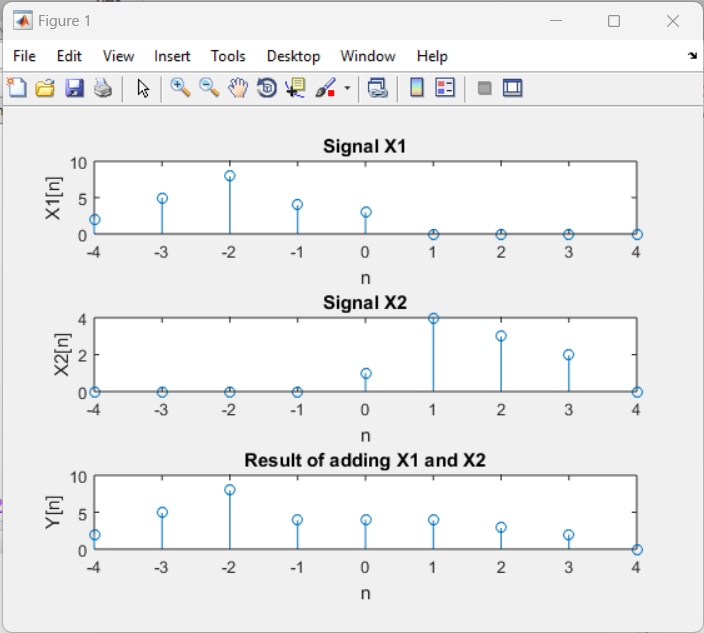 Figure 1
File Edit View Insert Tools Desktop Window Help
Signal X1
X1[n]
10
5
0
-4 -3 -2 -1 0 1 2 3 4
n
Signal X2
X2[n]
4
2
0
-4 -3 -2 -1 0 1 2 3 4
n
Result of adding X1 and X2
Y[n]
10
5
0
-4 -3 -2 -1 0 1 2 3 4
n